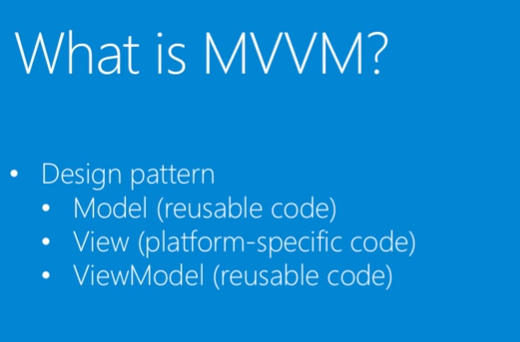 What is MVVM?
• Design pattern
• Model (reusable code)
• View (platform-specific code)
• ViewModel (reusable code)